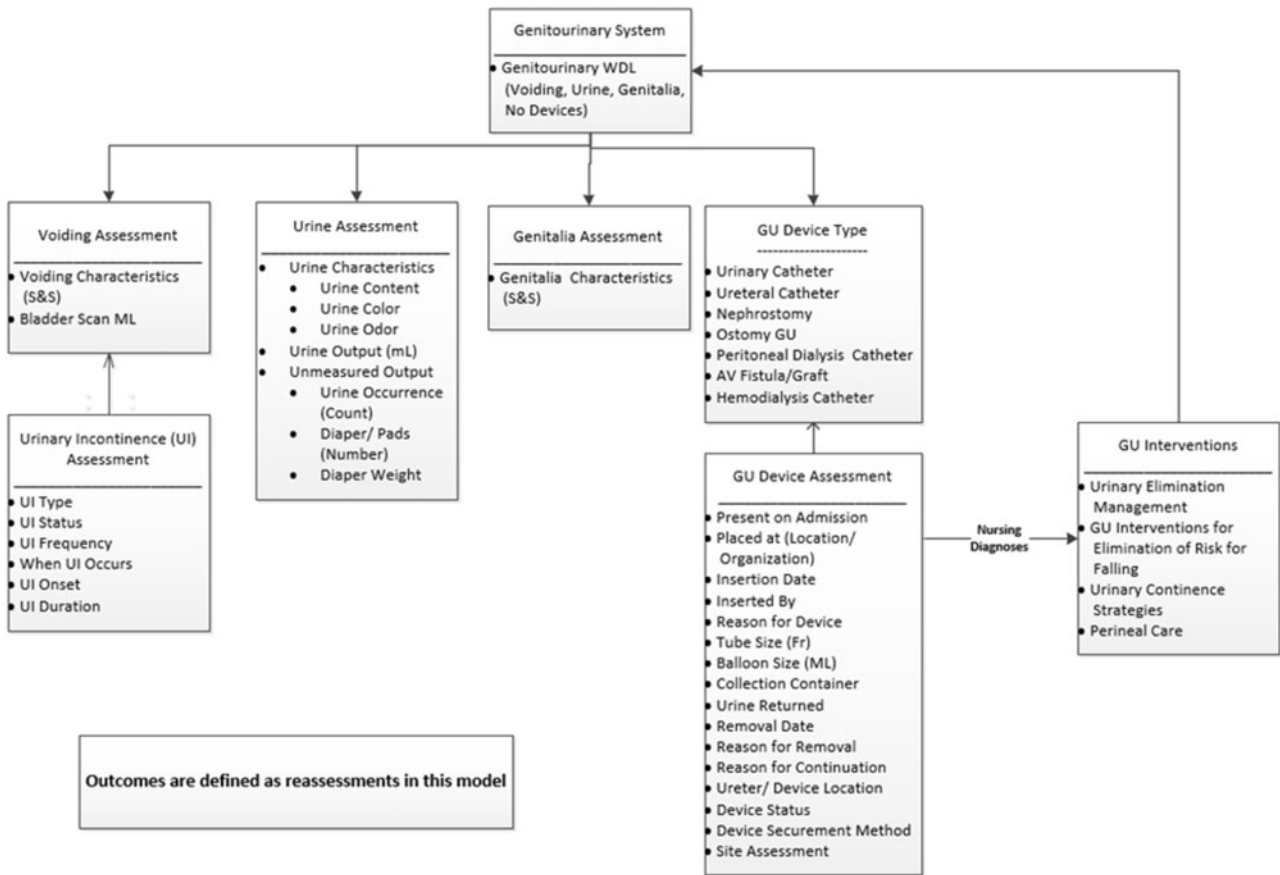 Genitourinary System
Genitourinary WDL
(Voiding, Urine, Genitalia,
No Devices)
Voiding Assessment
Voiding Characteristics
(S&S)
Bladder Scan ML
Urine Assessment
Urine Characteristics
Urine Content
Urine Color
Urine Odor
Urine Output (mL)
Unmeasured Output
Urine Occurrence
(Count)
Diaper/ Pads
(Number)
Diaper Weight
Genitalia Assessment
Genitalia Characteristics
(S&S)
GU Device Type
Urinary Catheter
Ureteral Catheter
Nephrostomy
Ostomy GU
Peritoneal Dialysis Catheter
AV Fistula/Graft
Hemodialysis Catheter
Urinary Incontinence (UI)
Assessment
UI Type
UI Status
UI Frequency
When UI Occurs
UI Onset
UI Duration
GU Device Assessment
Present on Admission
Placed at (Location/
Organization)
Insertion Date
Inserted By
Reason for Device
Tube Size (Fr)
Balloon Size (ML)
Collection Container
Urine Returned
Removal Date
Reason for Removal
Reason for Continuation
Ureter/ Device Location
Device Status
Device Securement Method
Site Assessment
Nursing
Diagnoses
GU Interventions
Urinary Elimination
Management
GU Interventions for
Elimination of Risk for
Falling
Urinary Continence
Strategies
Perineal Care
Outcomes are defined as reassessments in this model